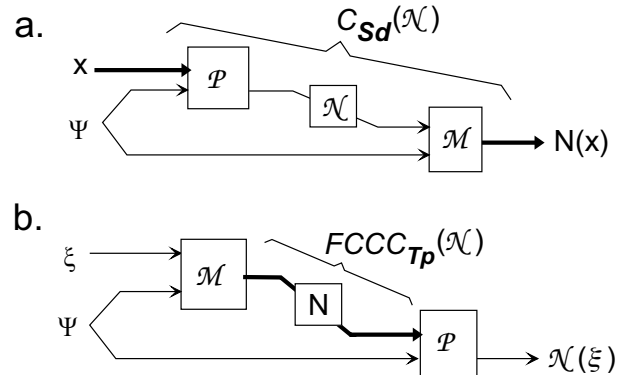 a.
C_Sd(𝒩)
x
𝒫
Ψ
𝒩
ℳ
N(x)
b.
FCCC_Tp(𝒩)
ξ
ℳ
N
Ψ
𝒫
𝒩(ξ)